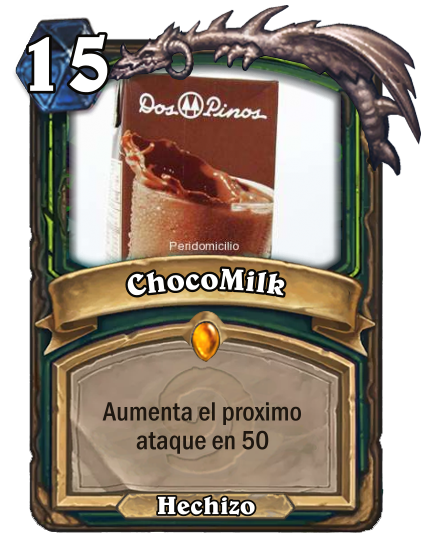 15
Dos Pinos
Peridomicilio
ChocoMilk
Aumenta el proximo
ataque en 50
Hechizo